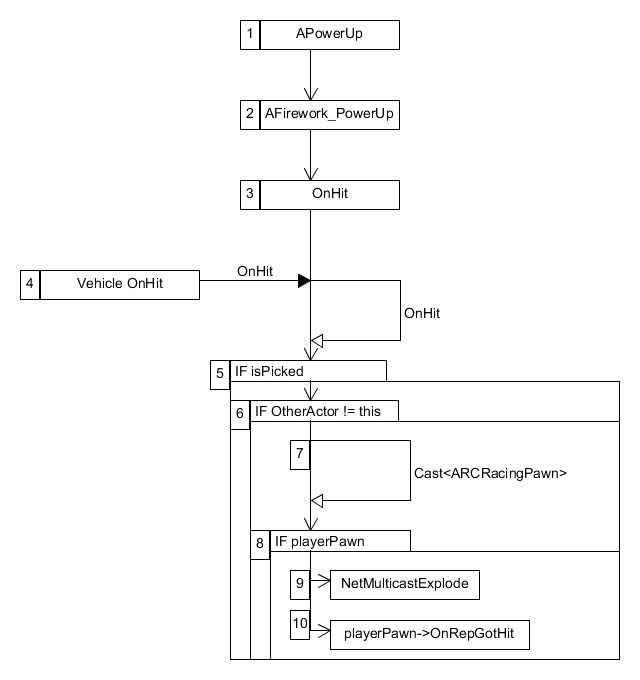 1 APowerUp
2 AFirework_PowerUp
3 OnHit
4 Vehicle OnHit
OnHit
OnHit
5 IF isPicked
6 IF OtherActor != this
7
Cast<ARCRacingPawn>
8 IF playerPawn
9 NetMulticastExplode
10 playerPawn->OnRepGotHit